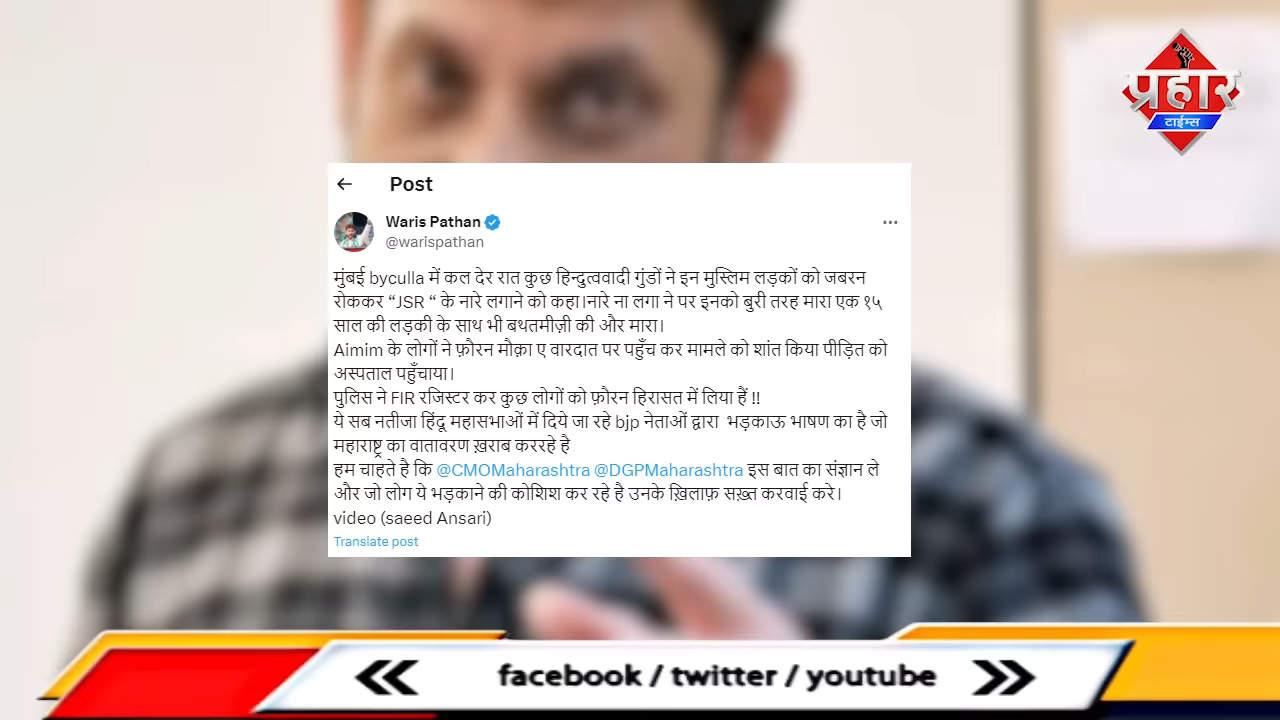 प्रहार
टाईम्स
Post
Waris Pathan
@warispathan
मुंबई byculla में कल देर रात कुछ हिन्दुत्ववादी गुंडों ने इन मुस्लिम लड़कों को जबरन
रोककर “JSR “ के नारे लगाने को कहा।नारे ना लगा ने पर इनको बुरी तरह मारा एक १५
साल की लड़की के साथ भी बथतमीज़ी की और मारा।
Aimim के लोगों ने फ़ौरन मौक़ा ए वारदात पर पहुँच कर मामले को शांत किया पीड़ित को
अस्पताल पहुँचाया।
पुलिस ने FIR रजिस्टर कर कुछ लोगों को फ़ौरन हिरासत में लिया हैं !!
ये सब नतीजा हिंदू महासभाओं में दिये जा रहे bjp नेताओं द्वारा भड़काऊ भाषण का है जो
महाराष्ट्र का वातावरण ख़राब कररहे है
हम चाहते है कि @CMOMaharashtra @DGPMaharashtra इस बात का संज्ञान ले
और जो लोग ये भड़काने की कोशिश कर रहे है उनके ख़िलाफ़ सख़्त करवाई करे।
video (saeed Ansari)
Translate post
facebook / twitter / youtube